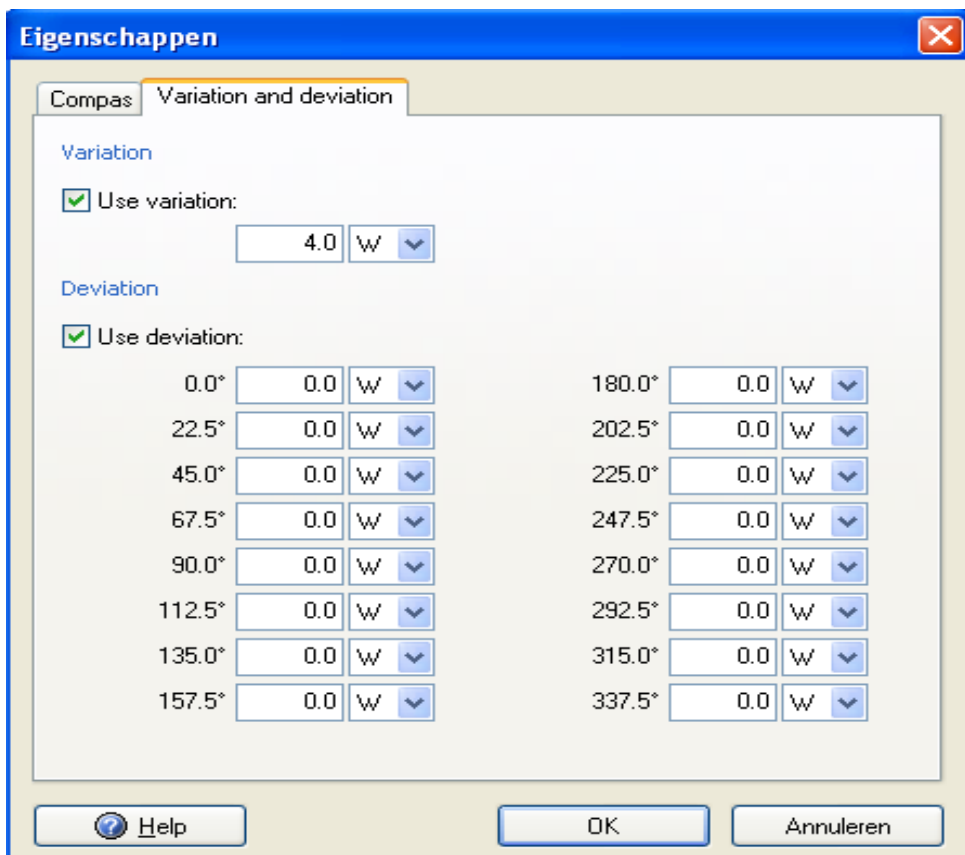 Eigenschappen
Compas Variation and deviation
Variation
Use variation:
4.0 W
Deviation
Use deviation:
0.0° 0.0 W 180.0° 0.0 W
22.5° 0.0 W 202.5° 0.0 W
45.0° 0.0 W 225.0° 0.0 W
67.5° 0.0 W 247.5° 0.0 W
90.0° 0.0 W 270.0° 0.0 W
112.5° 0.0 W 292.5° 0.0 W
135.0° 0.0 W 315.0° 0.0 W
157.5° 0.0 W 337.5° 0.0 W
Help OK Annuleren